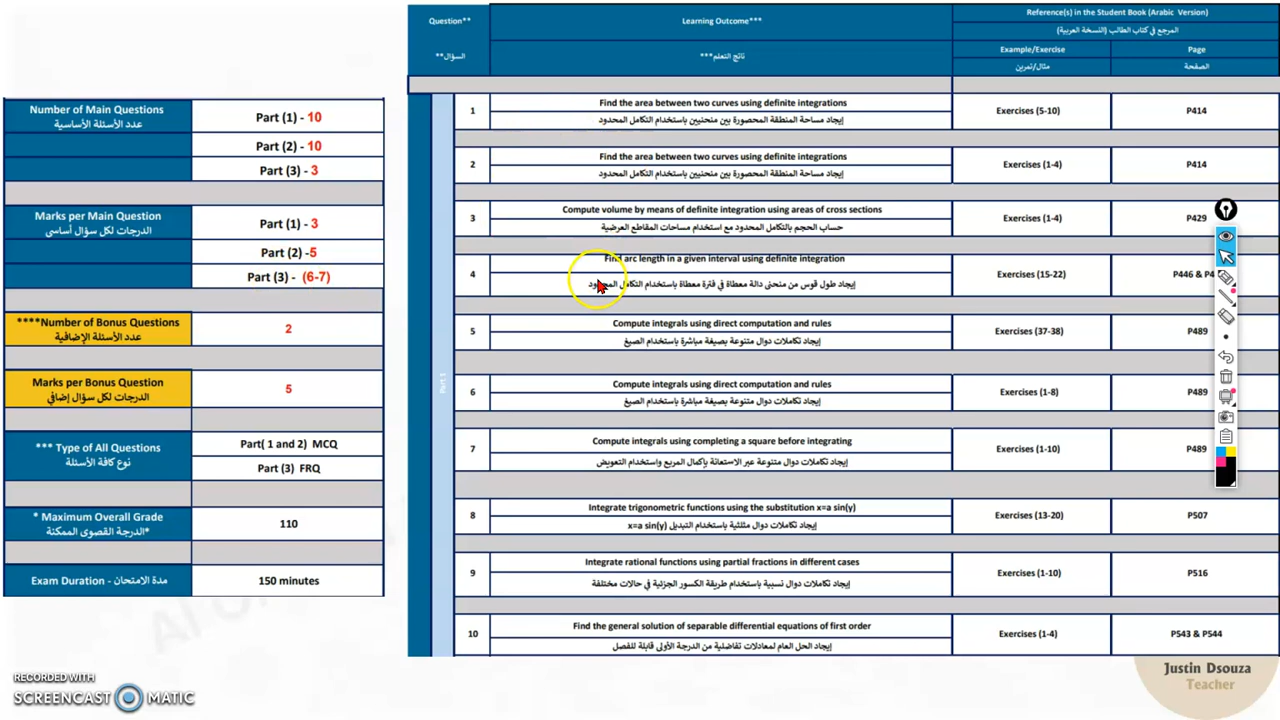 Number of Main Questions
عدد الأسئلة الأساسية
Part (1) - 10
Part (2) - 10
Part (3) - 3
Marks per Main Question
الدرجات لكل سؤال أساسي
Part (1) - 3
Part (2) -5
Part (3) - (6-7)
****Number of Bonus Questions
عدد الأسئلة الإضافية
2
Marks per Bonus Question
الدرجات لكل سؤال إضافي
5
*** Type of All Questions
نوع كافة الأسئلة
Part( 1 and 2) MCQ
Part (3) FRQ
* Maximum Overall Grade
*الدرجة القصوى الممكنة
110
Exam Duration - مدة الامتحان
150 minutes
Question**
Learning Outcome***
Reference(s) in the Student Book (Arabic Version)
المرجع في كتاب الطالب (النسخة العربية)
Example/Exercise
Page
السؤال**
ناتج التعلم***
مثال/تمرين
الصفحة
Part 1
1
Find the area between two curves using definite integrations
إيجاد مساحة المنطقة المحصورة بين منحنيين باستخدام التكامل المحدود
Exercises (5-10)
P414
2
Find the area between two curves using definite integrations
إيجاد مساحة المنطقة المحصورة بين منحنيين باستخدام التكامل المحدود
Exercises (1-4)
P414
3
Compute volume by means of definite integration using areas of cross sections
حساب الحجم بالتكامل المحدود مع استخدام مساحات المقاطع العرضية
Exercises (1-4)
P429
4
Find arc length in a given interval using definite integration
إيجاد طول قوس من منحنى دالة معطاة في فترة معطاة باستخدام التكامل المحدود
Exercises (15-22)
P446 & P4
5
Compute integrals using direct computation and rules
إيجاد تكاملات دوال متنوعة بصيغة مباشرة باستخدام الصيغ
Exercises (37-38)
P489
6
Compute integrals using direct computation and rules
إيجاد تكاملات دوال متنوعة بصيغة مباشرة باستخدام الصيغ
Exercises (1-8)
P489
7
Compute integrals using completing a square before integrating
إيجاد تكاملات دوال متنوعة عبر الاستعانة بإكمال المربع واستخدام التعويض
Exercises (1-10)
P489
8
Integrate trigonometric functions using the substitution x=a sin(y)
إيجاد تكاملات دوال مثلثية باستخدام التبديل x=a sin(y)
Exercises (13-20)
P507
9
Integrate rational functions using partial fractions in different cases
إيجاد تكاملات دوال نسبية باستخدام طريقة الكسور الجزئية في حالات مختلفة
Exercises (1-10)
P516
10
Find the general solution of separable differential equations of first order
إيجاد الحل العام لمعادلات تفاضلية من الدرجة الأولى قابلة للفصل
Exercises (1-4)
P543 & P544
RECORDED WITH
SCREENCAST MATIC
Justin Dsouza
Teacher